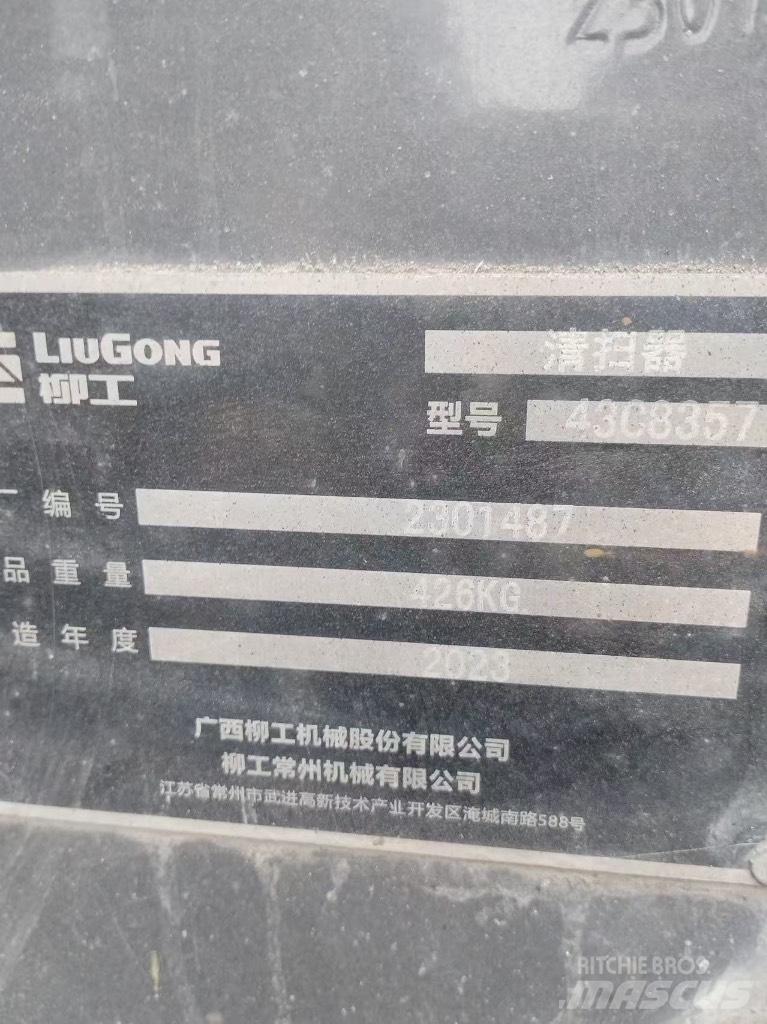 2301
LIUGONG
柳工
清扫器
型号 43C8357
编号 2301487
品重量 426KG
造年度 2023
广西柳工机械股份有限公司
柳工常州机械有限公司
江苏省常州市武进高新技术产业开发区淹城南路588号
RITCHIE BROS.
MASCUS